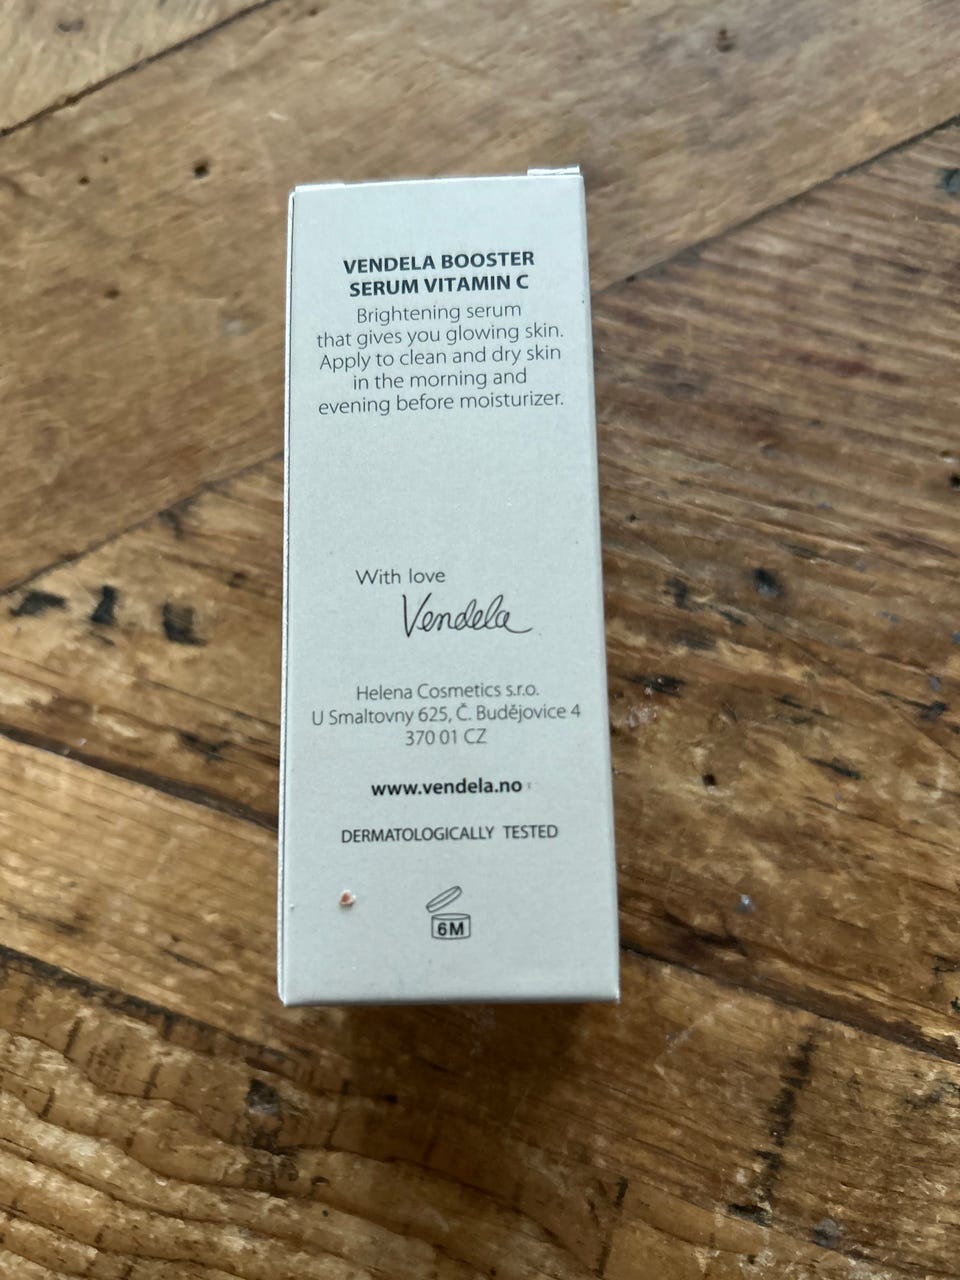 VENDELA BOOSTER
SERUM VITAMIN C
Brightening serum
that gives you glowing skin.
Apply to clean and dry skin
in the morning and
evening before moisturizer.
With love
Vendela
Helena Cosmetics s.r.o.
U Smaltovny 625, Č. Budějovice 4
370 01 CZ
www.vendela.no
DERMATOLOGICALLY TESTED
6M